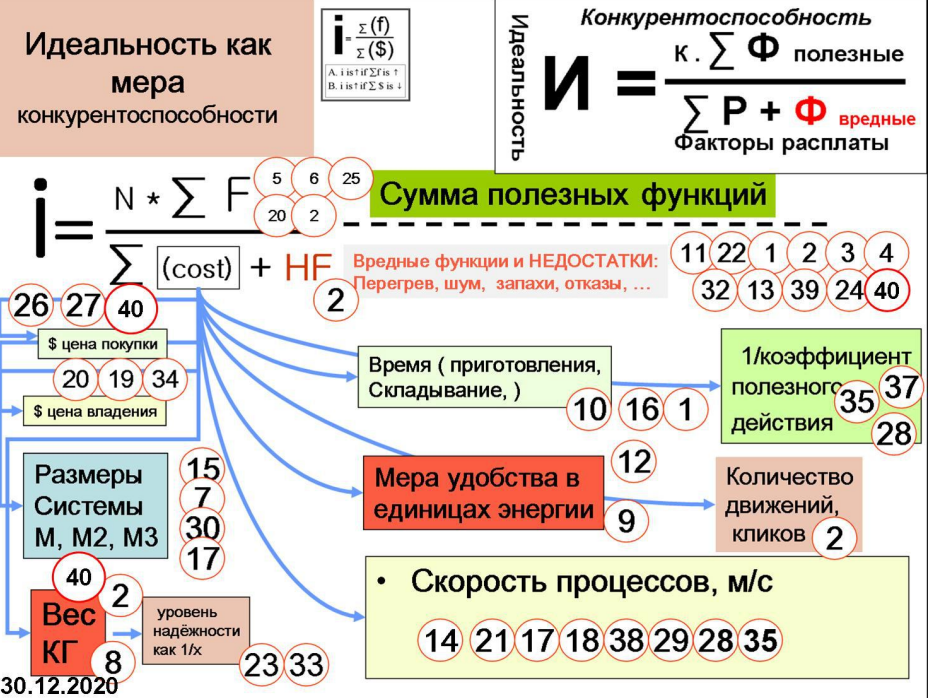 Идеальность как
мера
конкурентоспособности
i = ∑ (f)
∑ ($)
A. i is↑if ∑f is ↑
B. i is↑if ∑ $ is ↓
Идеальность
Конкурентоспособность
И = К . ∑ Ф полезные
∑ Р + Ф вредные
Факторы расплаты
i = N * ∑ F
5 6 25
20 2
Сумма полезных функций
∑ (cost) + HF
2
Вредные функции и НЕДОСТАТКИ:
Перегрев, шум, запахи, отказы, ...
11 22 1 2 3 4
32 13 39 24 40
26 27 40
$ цена покупки
20 19 34
$ цена владения
Время ( приготовления,
Складывание, )
10 16 1
1/коэффициент
полезного
действия
35 37
28
Размеры
Системы
М, М2, М3
15
7
30
17
Мера удобства в
единицах энергии
12
9
Количество
движений,
кликов
2
40
Вес
КГ
2
8
уровень
надёжности
как 1/х
23 33
• Скорость процессов, м/с
14 21 17 18 38 29 28 35
30.12.2020